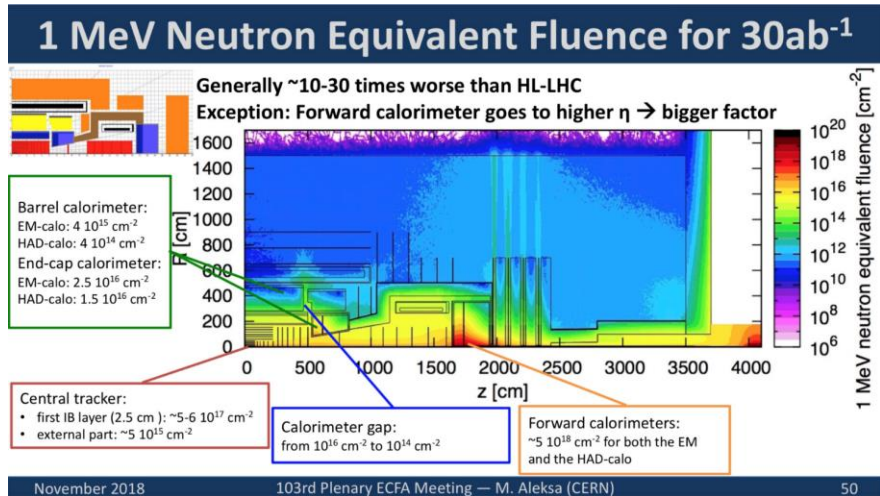 1 MeV Neutron Equivalent Fluence for 30ab⁻¹
Generally ~10-30 times worse than HL-LHC
Exception: Forward calorimeter goes to higher η → bigger factor
Barrel calorimeter:
EM-calo: 4 10¹⁵ cm⁻²
HAD-calo: 4 10¹⁴ cm⁻²
End-cap calorimeter:
EM-calo: 2.5 10¹⁶ cm⁻²
HAD-calo: 1.5 10¹⁶ cm⁻²
[cm]
1600
1400
1200
1000
800
600
400
200
0
0
500
1000
1500
2000
2500
3000
3500
4000
z [cm]
10²⁰
10¹⁸
10¹⁶
10¹⁴
10¹²
10¹⁰
10⁸
10⁶
1 MeV neutron equivalent fluence [cm⁻²]
Central tracker:
• first IB layer (2.5 cm ): ~5-6 10¹⁷ cm⁻²
• external part: ~5 10¹⁵ cm⁻²
Calorimeter gap:
from 10¹⁶ cm⁻² to 10¹⁴ cm⁻²
Forward calorimeters:
~5 10¹⁸ cm⁻² for both the EM
and the HAD-calo
November 2018
103rd Plenary ECFA Meeting — M. Aleksa (CERN)
50